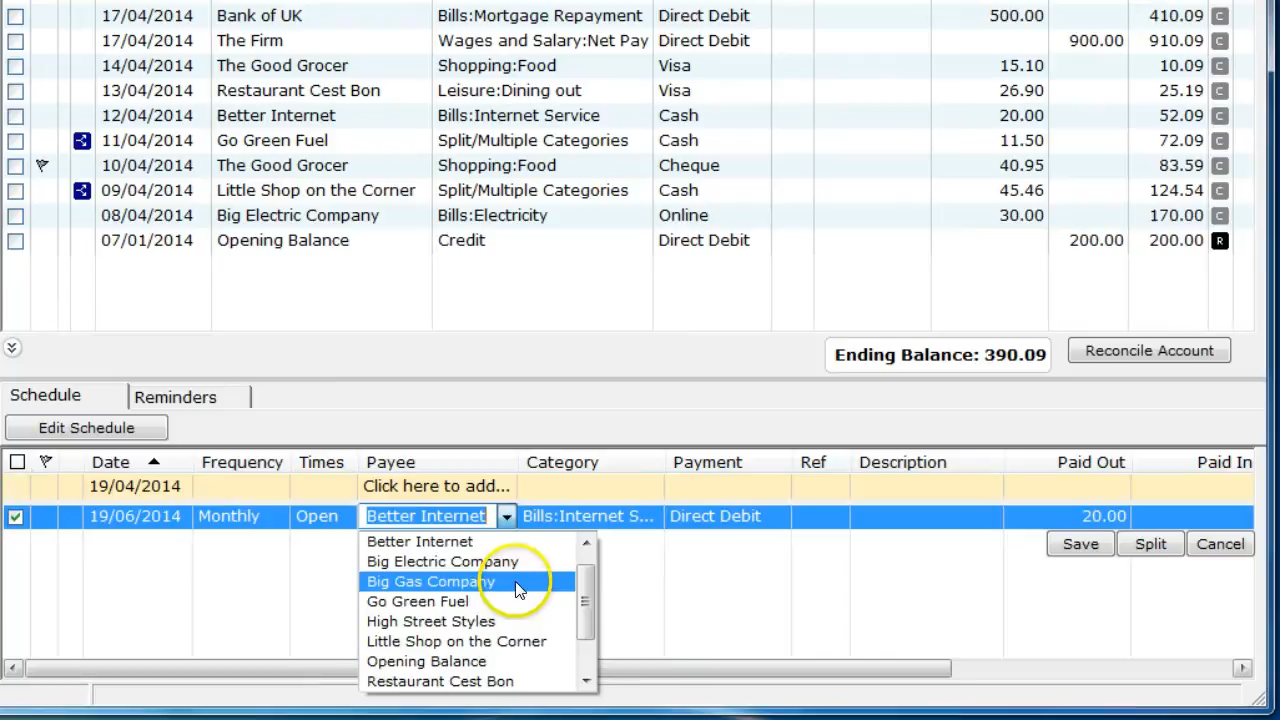 17/04/2014 Bank of UK Bills:Mortgage Repayment Direct Debit 500.00 410.09 C
17/04/2014 The Firm Wages and Salary:Net Pay Direct Debit 900.00 910.09 C
14/04/2014 The Good Grocer Shopping:Food Visa 15.10 10.09 C
13/04/2014 Restaurant Cest Bon Leisure:Dining out Visa 26.90 25.19 C
12/04/2014 Better Internet Bills:Internet Service Cash 20.00 52.09 C
11/04/2014 Go Green Fuel Split/Multiple Categories Cash 11.50 72.09 C
10/04/2014 The Good Grocer Shopping:Food Cheque 40.95 83.59 C
09/04/2014 Little Shop on the Corner Split/Multiple Categories Cash 45.46 124.54 C
08/04/2014 Big Electric Company Bills:Electricity Online 30.00 170.00 C
07/01/2014 Opening Balance Credit Direct Debit 200.00 200.00 R
Ending Balance: 390.09 Reconcile Account
Schedule Reminders
Edit Schedule
Date Frequency Times Payee Category Payment Ref Description Paid Out Paid In
19/04/2014 Click here to add...
19/06/2014 Monthly Open Better Internet Bills:Internet S... Direct Debit 20.00
Save Split Cancel
Better Internet
Big Electric Company
Big Gas Company
Go Green Fuel
High Street Styles
Little Shop on the Corner
Opening Balance
Restaurant Cest Bon